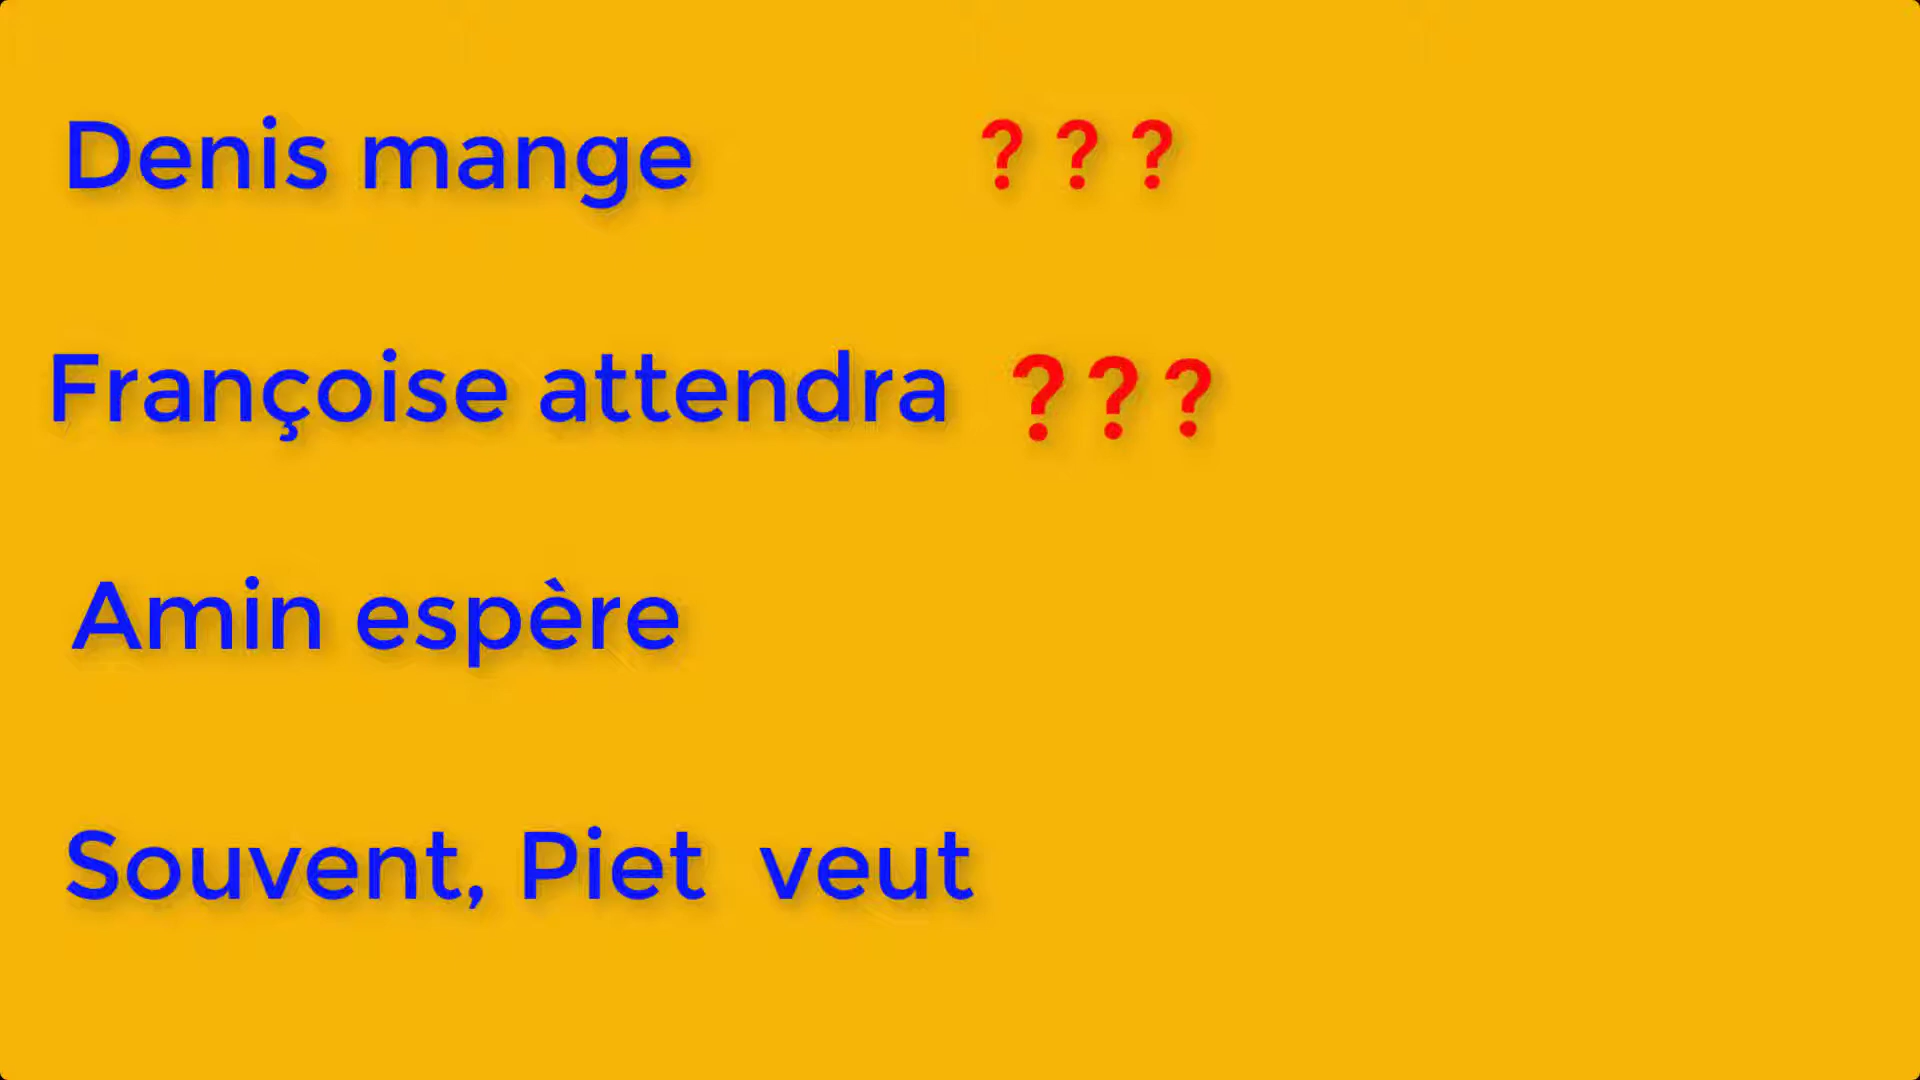 Denis mange ? ? ?
Françoise attendra ? ? ?
Amin espère
Souvent, Piet veut